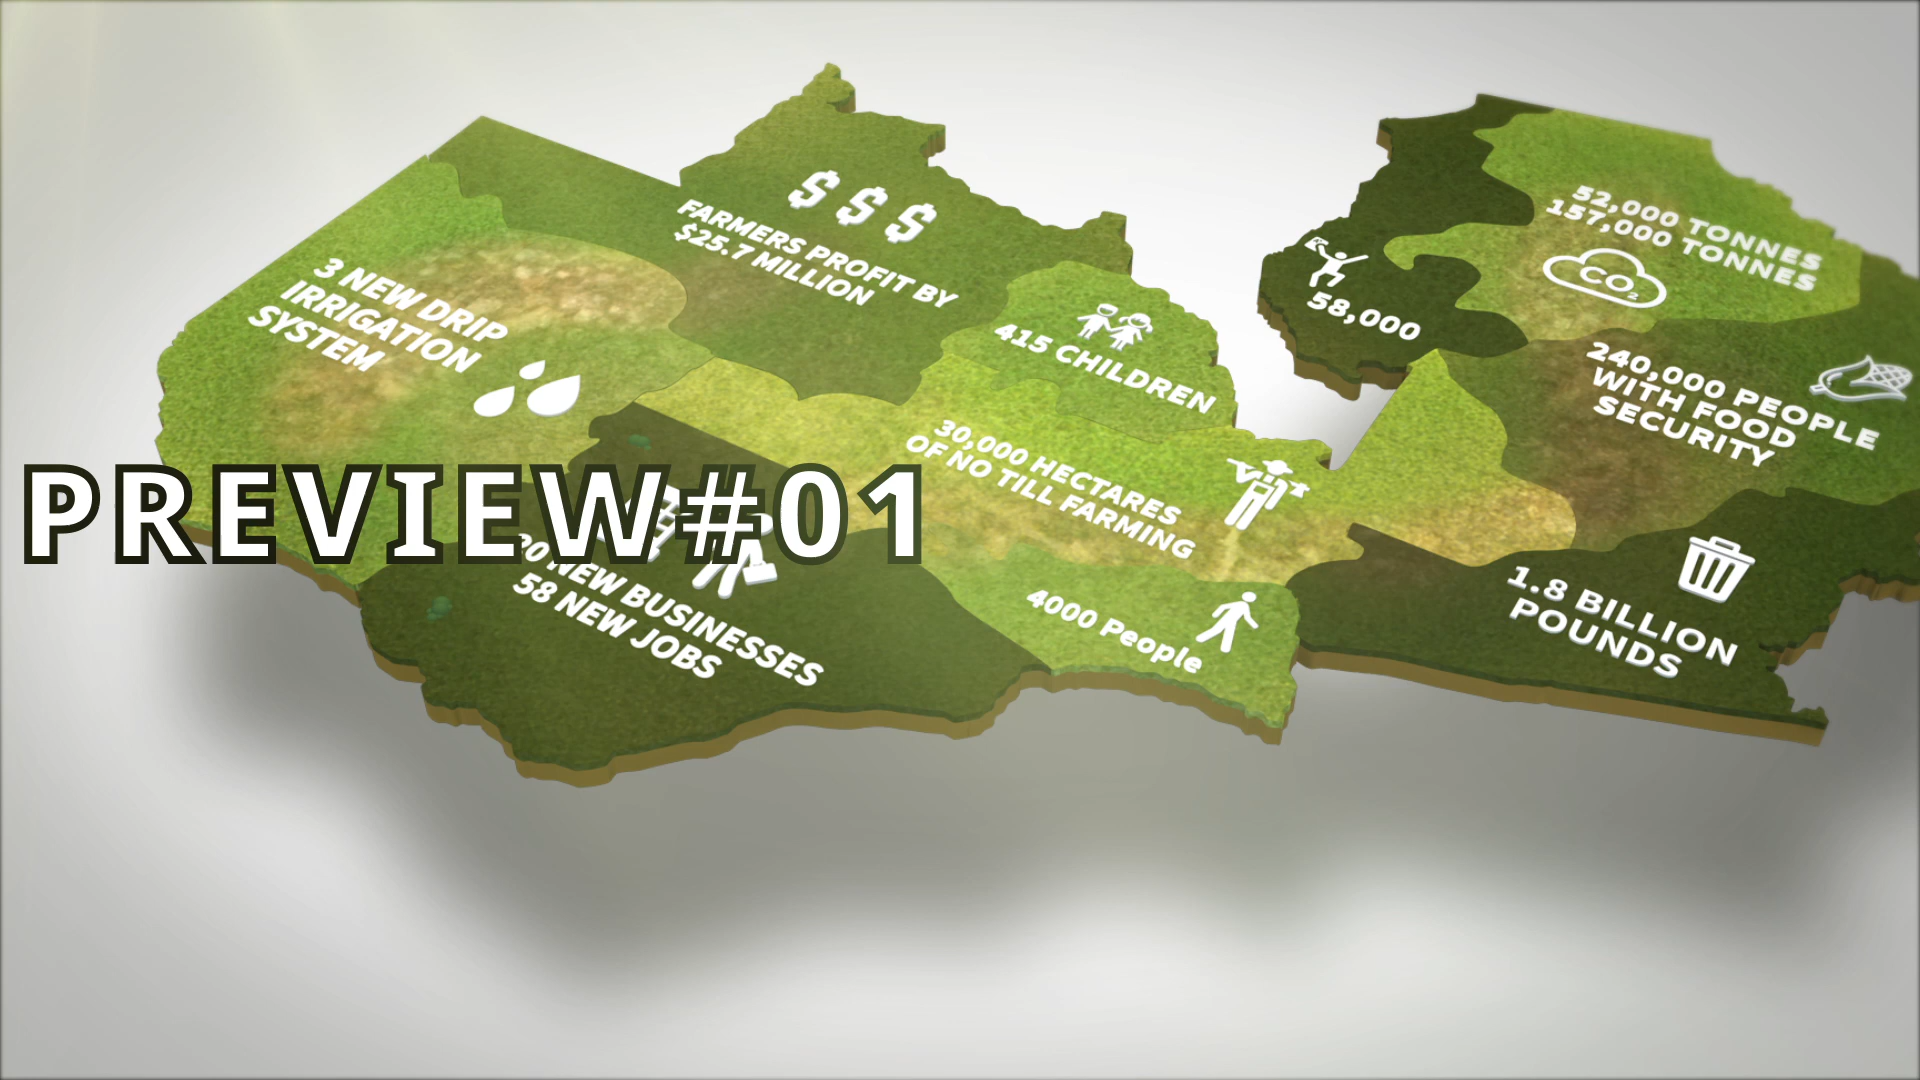 $ $ $
FARMERS PROFIT BY
$25.7 MILLION
52,000 TONNES
157,000 TONNES
CO₂
58,000
3 NEW DRIP
IRRIGATION
SYSTEM
415 CHILDREN
240,000 PEOPLE
WITH FOOD
SECURITY
30,000 HECTARES
OF NO TILL FARMING
PREVIEW#01
NEW BUSINESSES
58 NEW JOBS
4000 People
1.8 BILLION
POUNDS